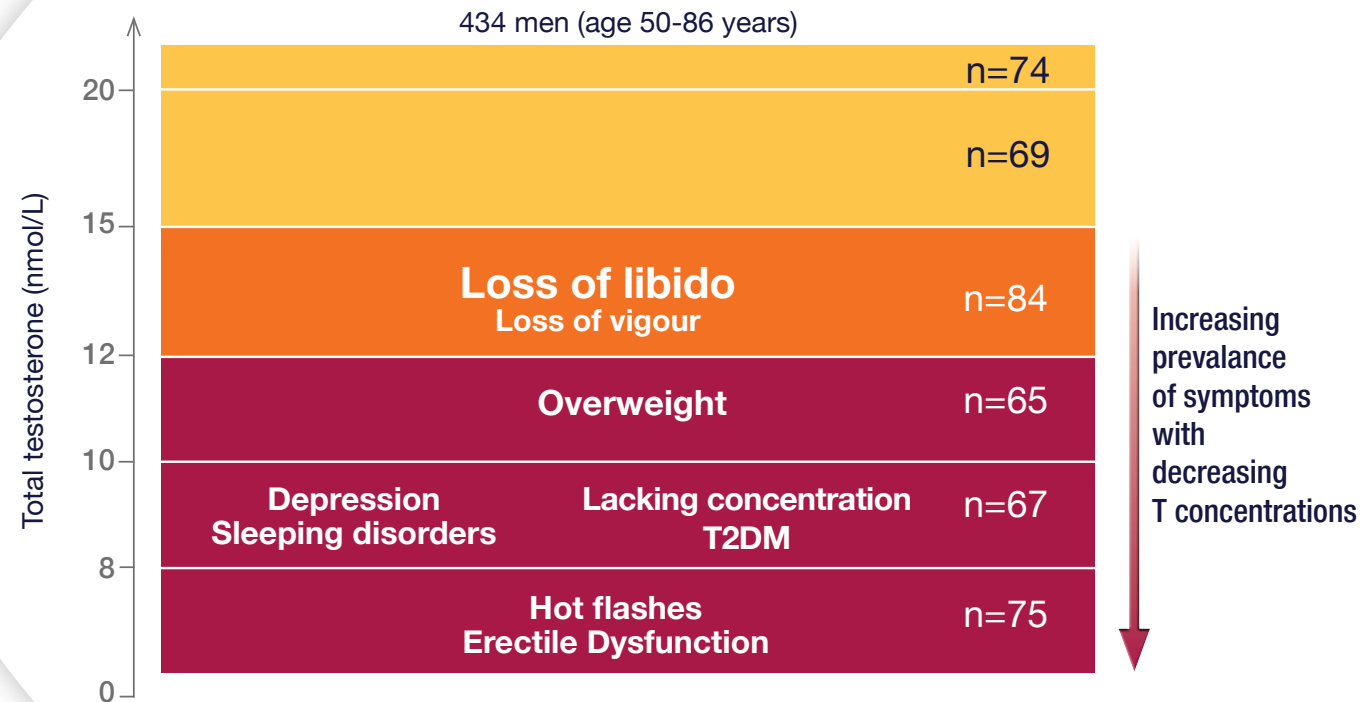 434 men (age 50-86 years)
Total testosterone (nmol/L)
20
15
12
10
8
0
n=74
n=69
Loss of libido
Loss of vigour
n=84
Overweight
n=65
Depression
Sleeping disorders
Lacking concentration
T2DM
n=67
Hot flashes
Erectile Dysfunction
n=75
Increasing
prevalance
of symptoms
with
decreasing
T concentrations